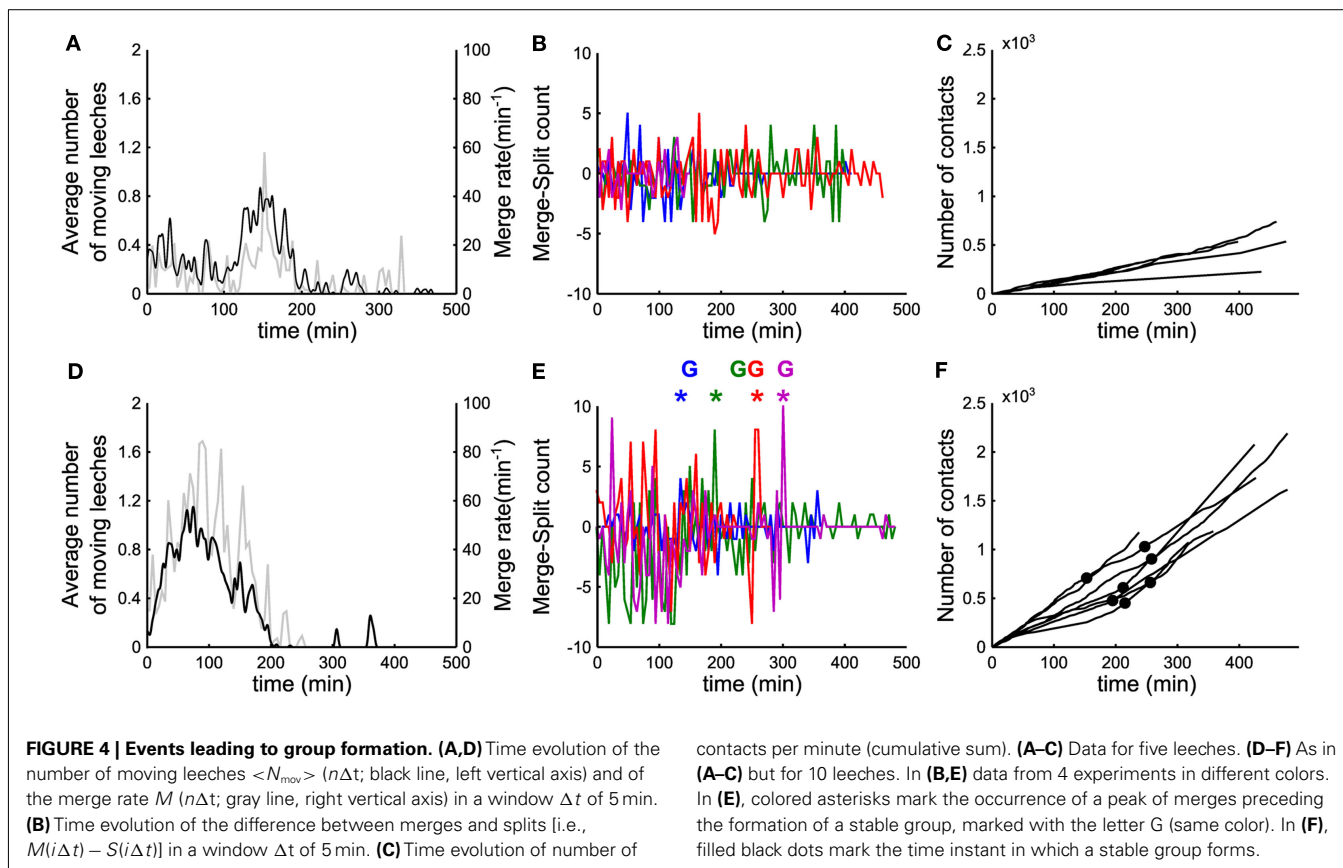 A
2
1.6
1.2
0.8
0.4
0
Average number
of moving leeches
100
80
60
40
20
0
Merge rate(min⁻¹)
0 100 200 300 400 500
time (min)
B
10
5
0
-5
-10
Merge-Split count
0 100 200 300 400 500
time (min)
C
x10³
2.5
2
1.5
1
0.5
0
Number of contacts
0 100 200 300 400
time (min)
D
2
1.6
1.2
0.8
0.4
0
Average number
of moving leeches
100
80
60
40
20
0
Merge rate(min⁻¹)
0 100 200 300 400 500
time (min)
E
G GG G
* * * *
10
5
0
-5
-10
Merge-Split count
0 100 200 300 400 500
time (min)
F
x10³
2.5
2
1.5
1
0.5
0
Number of contacts
0 100 200 300 400
time (min)
FIGURE 4 | Events leading to group formation. (A,D) Time evolution of the
number of moving leeches <Nmov> (nΔt; black line, left vertical axis) and of
the merge rate M (nΔt; gray line, right vertical axis) in a window Δt of 5 min.
(B) Time evolution of the difference between merges and splits [i.e.,
M(iΔt) − S(iΔt)] in a window Δt of 5 min. (C) Time evolution of number of
contacts per minute (cumulative sum). (A–C) Data for five leeches. (D–F) As in
(A–C) but for 10 leeches. In (B,E) data from 4 experiments in different colors.
In (E), colored asterisks mark the occurrence of a peak of merges preceding
the formation of a stable group, marked with the letter G (same color). In (F),
filled black dots mark the time instant in which a stable group forms.